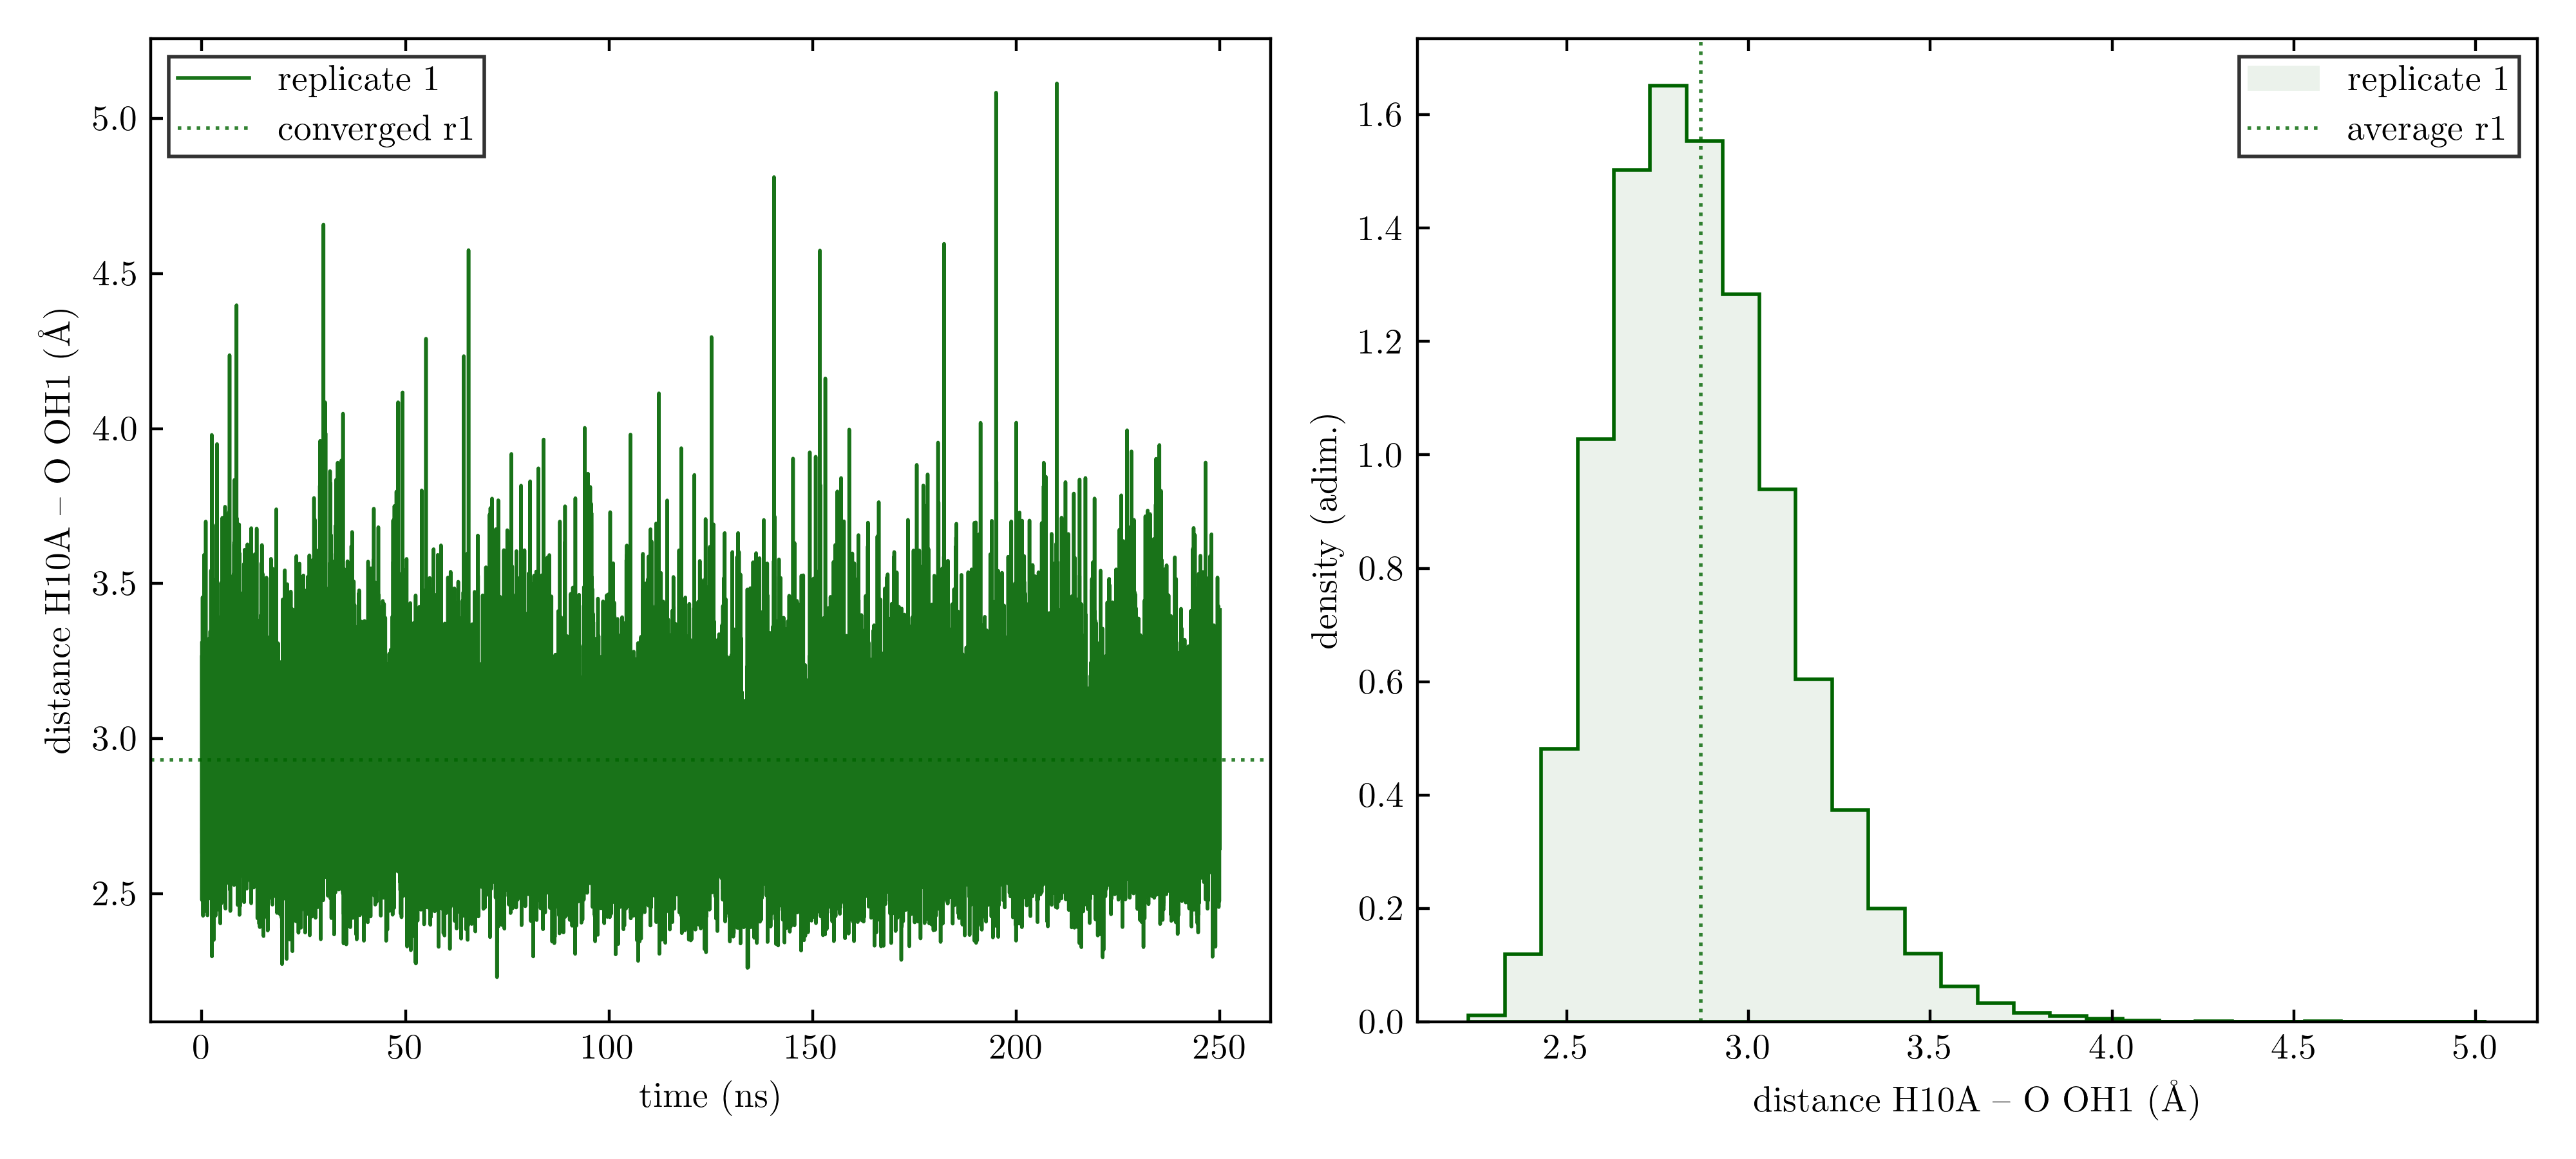 replicate 1
converged r1
5.0
4.5
4.0
3.5
3.0
2.5
distance H10A – O OH1 (Å)
0 50 100 150 200 250
time (ns)
replicate 1
average r1
1.6
1.4
1.2
1.0
0.8
0.6
0.4
0.2
0.0
density (adim.)
2.5 3.0 3.5 4.0 4.5 5.0
distance H10A – O OH1 (Å)